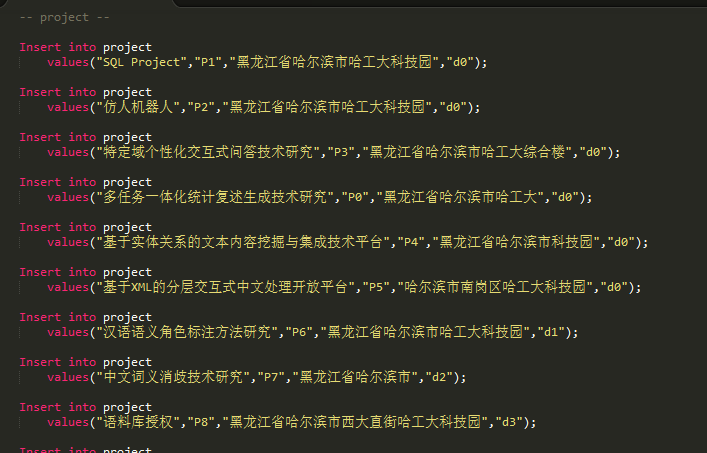 -- project --
Insert into project
values("SQL Project","P1","黑龙江省哈尔滨市哈工大科技园","d0");
Insert into project
values("仿人机器人","P2","黑龙江省哈尔滨市哈工大科技园","d0");
Insert into project
values("特定域个性化交互式问答技术研究","P3","黑龙江省哈尔滨市哈工大综合楼","d0");
Insert into project
values("多任务一体化统计复述生成技术研究","P0","黑龙江省哈尔滨市哈工大","d0");
Insert into project
values("基于实体关系的文本内容挖掘与集成技术平台","P4","黑龙江省哈尔滨市科技园","d0");
Insert into project
values("基于XML的分层交互式中文处理开放平台","P5","哈尔滨市南岗区哈工大科技园","d0");
Insert into project
values("汉语语义角色标注方法研究","P6","黑龙江省哈尔滨市哈工大科技园","d1");
Insert into project
values("中文词义消歧技术研究","P7","黑龙江省哈尔滨市","d2");
Insert into project
values("语料库授权","P8","黑龙江省哈尔滨市西大直街哈工大科技园","d3");
Insert into project